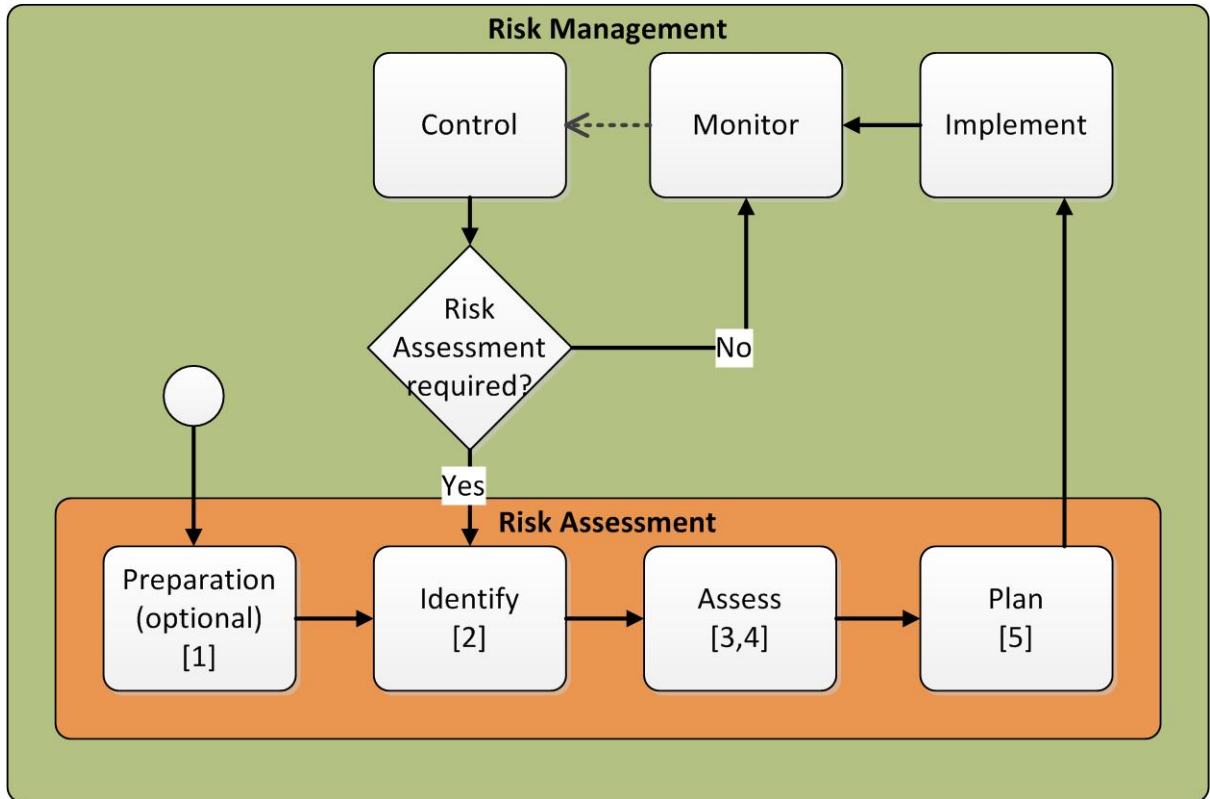 Risk Management
Control
Monitor
Implement
Risk
Assessment
required?
No
Yes
Risk Assessment
Preparation
(optional)
[1]
Identify
[2]
Assess
[3,4]
Plan
[5]